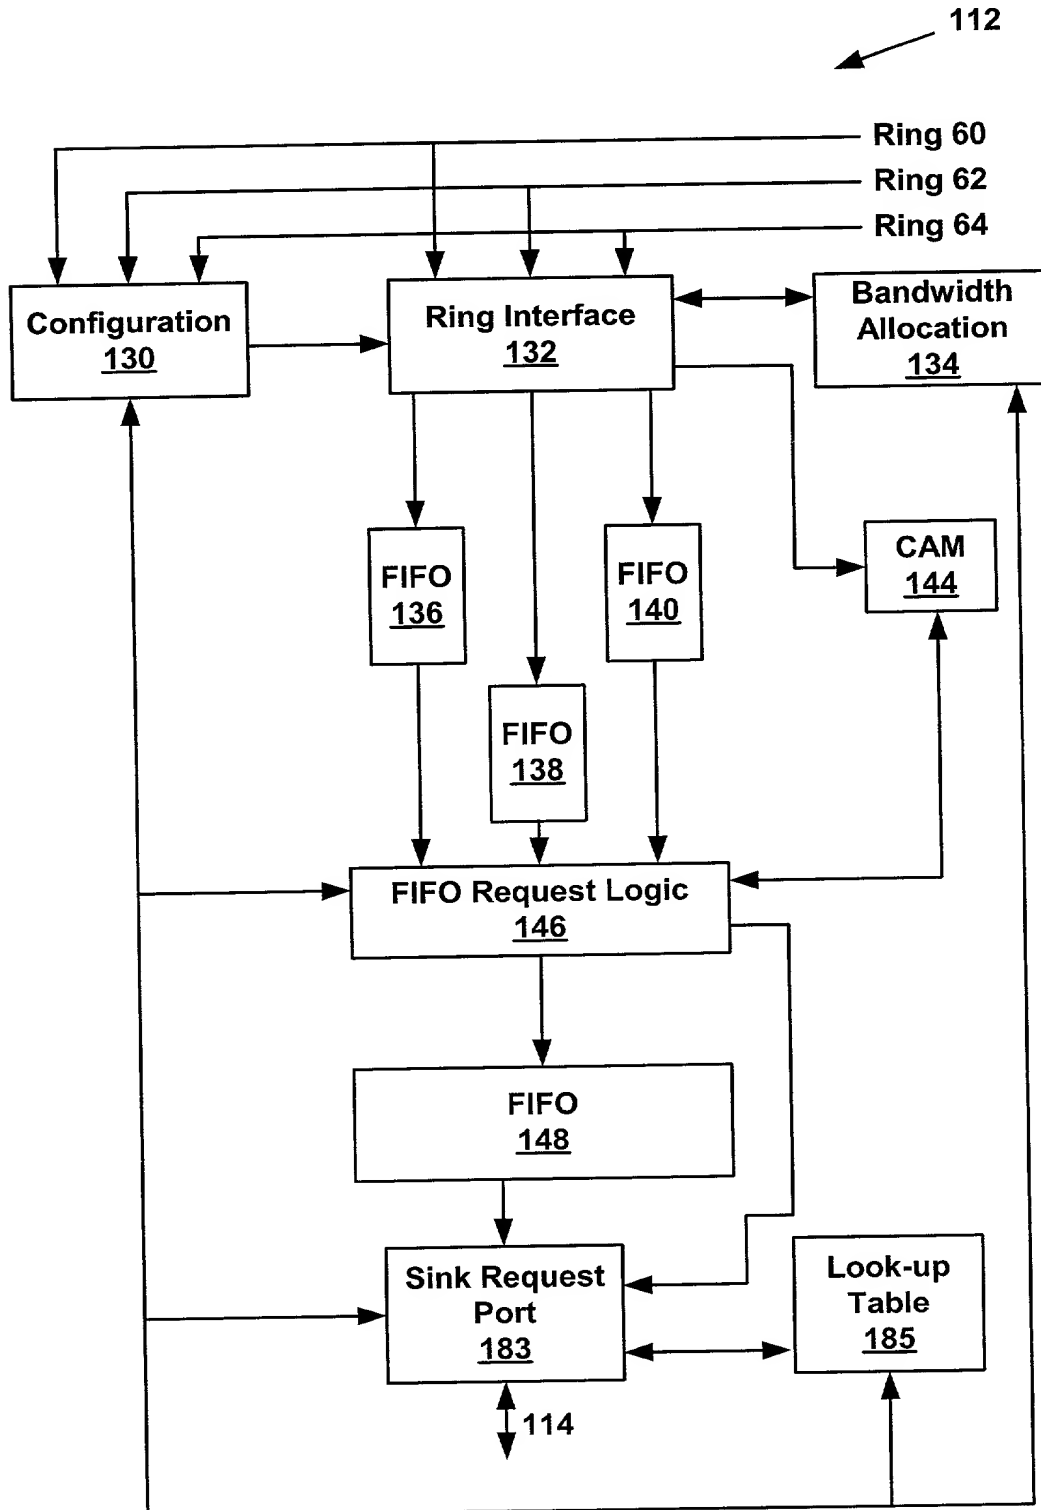 112
Ring 60
Ring 62
Ring 64
Configuration
130
Ring Interface
132
Bandwidth
Allocation
134
FIFO
136
FIFO
140
CAM
144
FIFO
138
FIFO Request Logic
146
FIFO
148
Sink Request
Port
183
Look-up
Table
185
114